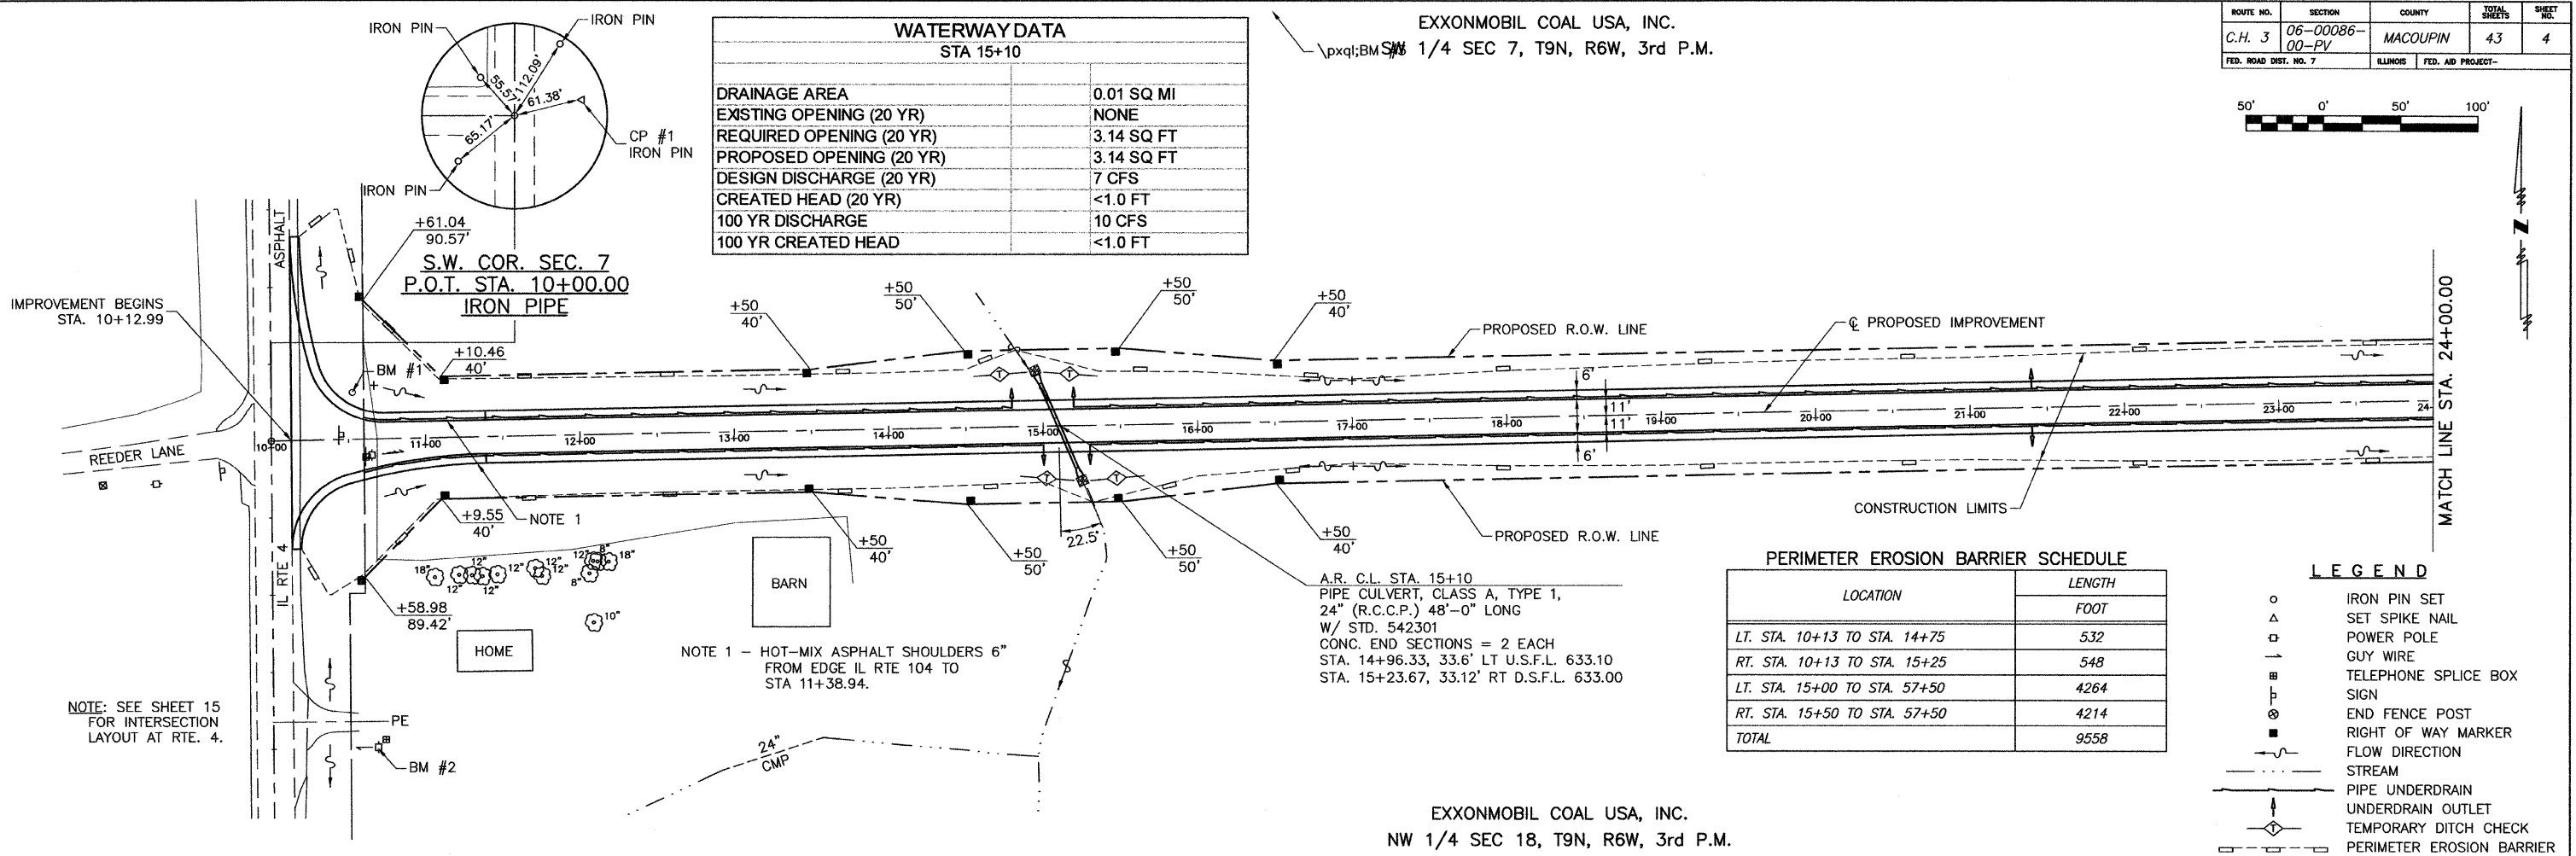 IRON PIN
IRON PIN
55.57'
112.09'
61.38'
65.17'
CP #1
IRON PIN
IRON PIN
WATERWAY DATA
STA 15+10
DRAINAGE AREA 0.01 SQ MI
EXISTING OPENING (20 YR) NONE
REQUIRED OPENING (20 YR) 3.14 SQ FT
PROPOSED OPENING (20 YR) 3.14 SQ FT
DESIGN DISCHARGE (20 YR) 7 CFS
CREATED HEAD (20 YR) <1.0 FT
100 YR DISCHARGE 10 CFS
100 YR CREATED HEAD <1.0 FT
EXXONMOBIL COAL USA, INC.
\pxql;BM 1/4 SEC 7, T9N, R6W, 3rd P.M.
ROUTE NO. SECTION COUNTY TOTAL SHEETS SHEET NO.
C.H. 3 06-00086-00-PV MACOUPIN 43 4
FED. ROAD DIST. NO. 7 ILLINOIS FED. AID PROJECT-
50' 0' 50' 100'
Z
ASPHALT
+61.04
90.57'
S.W. COR. SEC. 7
P.O.T. STA. 10+00.00
IRON PIPE
IMPROVEMENT BEGINS
STA. 10+12.99
+10.46
40'
BM #1
+50
40'
+50
50'
+50
50'
+50
40'
PROPOSED R.O.W. LINE
℄ PROPOSED IMPROVEMENT
MATCH LINE STA. 24+00.00
6'
11'
11'
6'
10+00 11+00 12+00 13+00 14+00 15+00 16+00 17+00 18+00 19+00 20+00 21+00 22+00 23+00 24
REEDER LANE
IL RTE 4
+9.55
40'
NOTE 1
+50
40'
+50
50'
22.5°
+50
50'
+50
40'
PROPOSED R.O.W. LINE
CONSTRUCTION LIMITS
18" 12" 12" 12" 12" 12" 12" 12" 8" 18" 8"
10"
+58.98
89.42'
HOME
BARN
NOTE 1 - HOT-MIX ASPHALT SHOULDERS 6"
FROM EDGE IL RTE 104 TO
STA 11+38.94.
A.R. C.L. STA. 15+10
PIPE CULVERT, CLASS A, TYPE 1,
24" (R.C.C.P.) 48'-0" LONG
W/ STD. 542301
CONC. END SECTIONS = 2 EACH
STA. 14+96.33, 33.6' LT U.S.F.L. 633.10
STA. 15+23.67, 33.12' RT D.S.F.L. 633.00
PERIMETER EROSION BARRIER SCHEDULE
LOCATION LENGTH
FOOT
LT. STA. 10+13 TO STA. 14+75 532
RT. STA. 10+13 TO STA. 15+25 548
LT. STA. 15+00 TO STA. 57+50 4264
RT. STA. 15+50 TO STA. 57+50 4214
TOTAL 9558
LEGEND
IRON PIN SET
SET SPIKE NAIL
POWER POLE
GUY WIRE
TELEPHONE SPLICE BOX
SIGN
END FENCE POST
RIGHT OF WAY MARKER
FLOW DIRECTION
STREAM
PIPE UNDERDRAIN
UNDERDRAIN OUTLET
T TEMPORARY DITCH CHECK
PERIMETER EROSION BARRIER
NOTE: SEE SHEET 15
FOR INTERSECTION
LAYOUT AT RTE. 4.
PE
BM #2
24"
CMP
EXXONMOBIL COAL USA, INC.
NW 1/4 SEC 18, T9N, R6W, 3rd P.M.